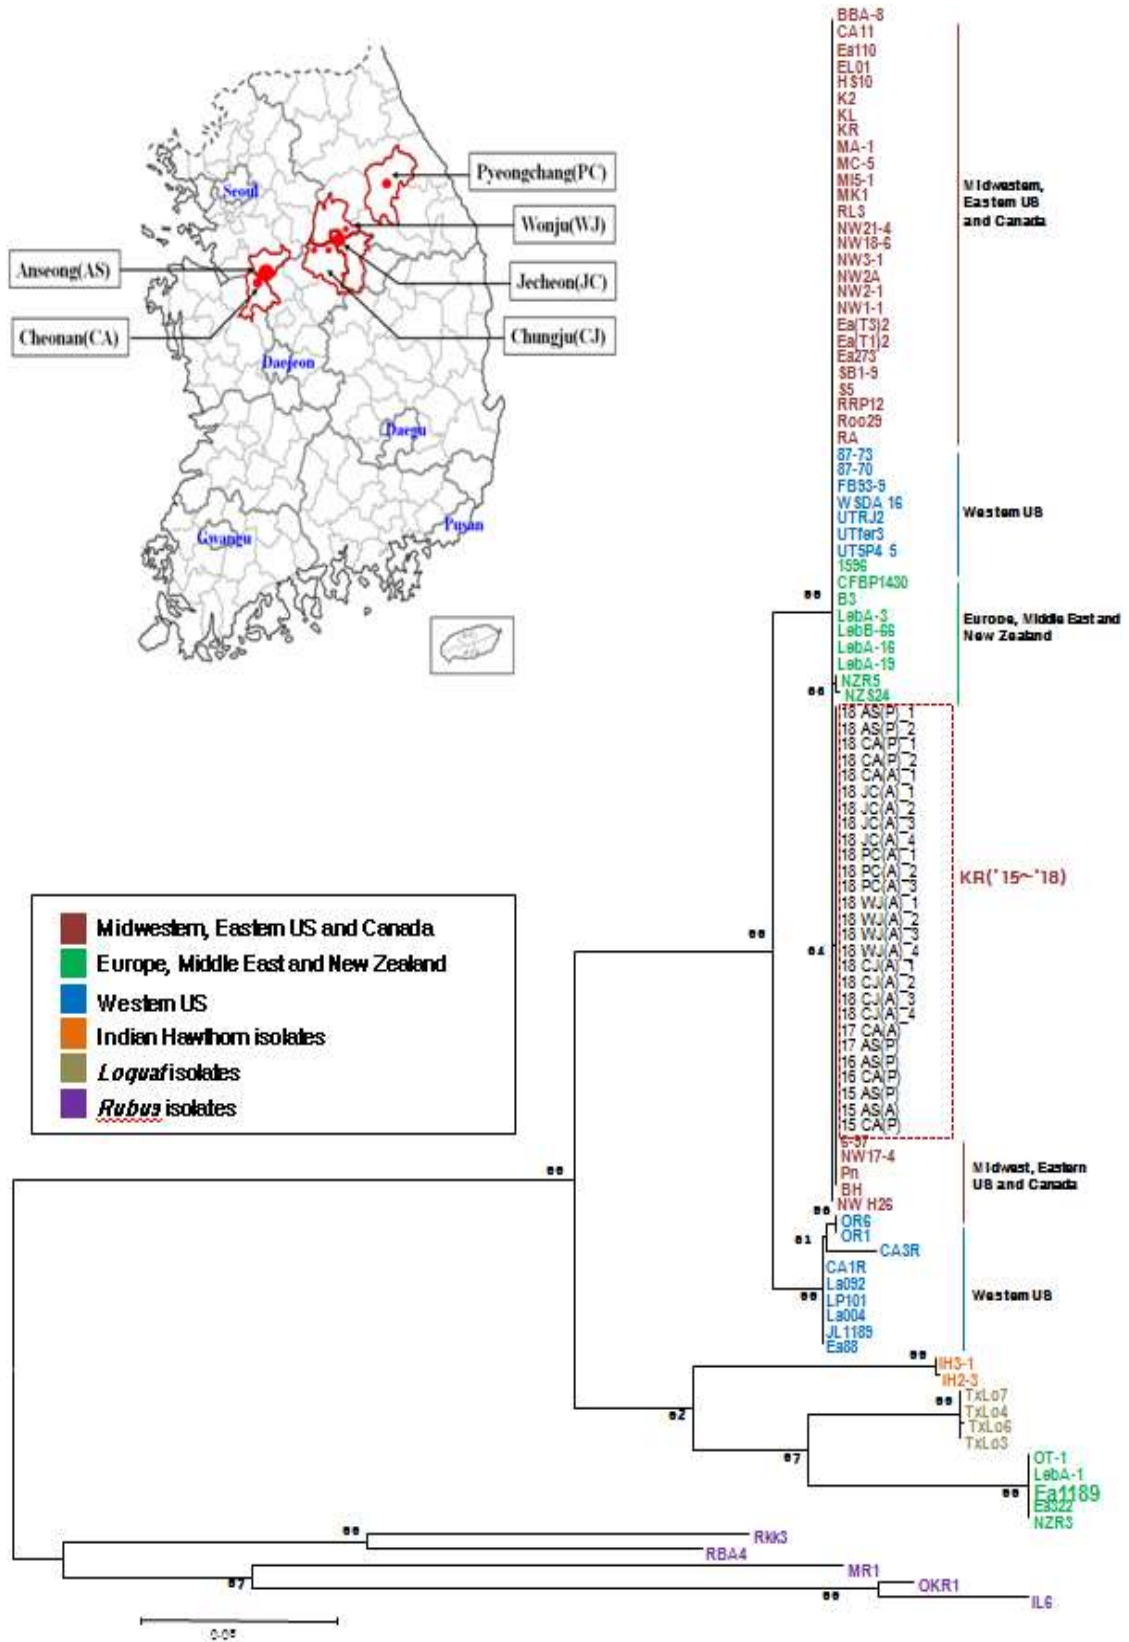 Seoul
Daejeon
Daegu
Pusan
Gwangu
Pyeongchang(PC)
Wonju(WJ)
Jecheon(JC)
Chungju(CJ)
Anseong(AS)
Cheonan(CA)
BBA-8
CA11
Ea110
EL01
HS10
K2
KL
KR
MA-1
MC-5
MI5-1
MK1
RL3
NW21-4
NW18-6
NW3-1
NW2A
NW2-1
NW1-1
Ea(T3)2
Ea(T1)2
Ea273
SB1-9
S5
RRP12
Roo29
RA
Midwestern,
Eastern US
and Canada
87-73
87-70
FB93-9
WSDA 16
UTRJ2
UTfer3
UT5P4 5
Western US
1596
CFBP1430
B3
LebA-3
LebB-66
LebA-16
LebA-19
NZR5
NZS24
Europe, Middle East and
New Zealand
18 AS(P)_1
18 AS(P)_2
18 CA(P)_1
18 CA(P)_2
18 CA(A)_1
18 JC(A)_1
18 JC(A)_2
18 JC(A)_3
18 JC(A)_4
18 PC(A)_1
18 PC(A)_2
18 PC(A)_3
18 WJ(A)_1
18 WJ(A)_2
18 WJ(A)_3
18 WJ(A)_4
18 CJ(A)_1
18 CJ(A)_2
18 CJ(A)_3
18 CJ(A)_4
17 CA(A)
17 AS(P)
16 AS(P)
16 CA(P)
15 AS(P)
15 AS(A)
15 CA(P)
KR('15~'18)
NW17-4
Pn
BH
NW H26
Midwest, Eastern
US and Canada
OR6
OR1
CA3R
CA1R
La092
LP101
La004
JL1189
Ea88
Western US
IH3-1
IH2-3
TxLo7
TxLo4
TxLo6
TxLo3
OT-1
LebA-1
Ea1189
Ea322
NZR3
Rkk3
RBA4
MR1
OKR1
IL6
Midwestern, Eastern US and Canada
Europe, Middle East and New Zealand
Western US
Indian Hawthorn isolates
Loquat isolates
Rubus isolates